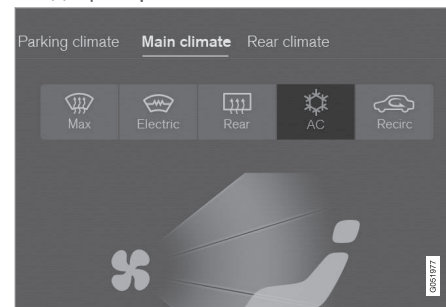 Parking climate Main climate Rear climate
Max Electric Rear AC Recirc
G051977